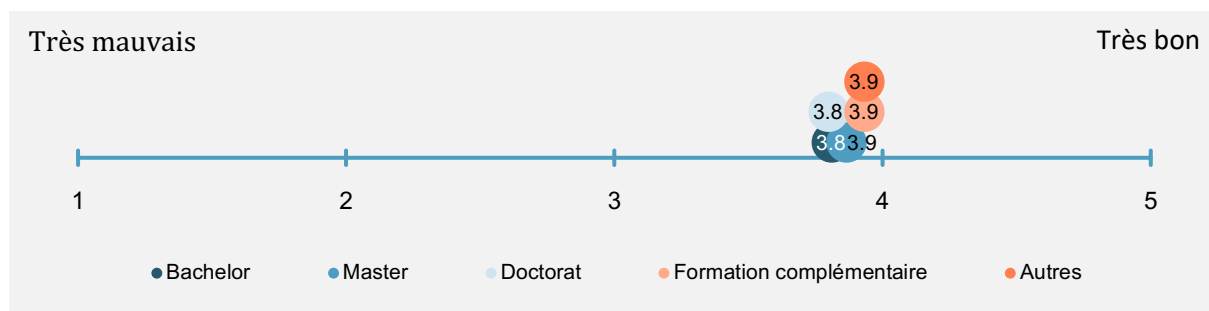 Très mauvais
Très bon
3.9
3.8 3.9
3.8 3.9
1 2 3 4 5
Bachelor Master Doctorat Formation complémentaire Autres